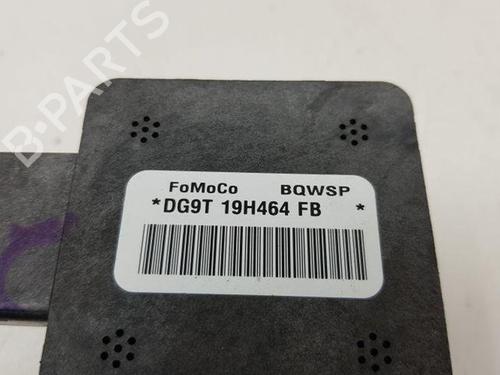 B-PARTS
FoMoCo BQWSP
*DG9T 19H464 FB *